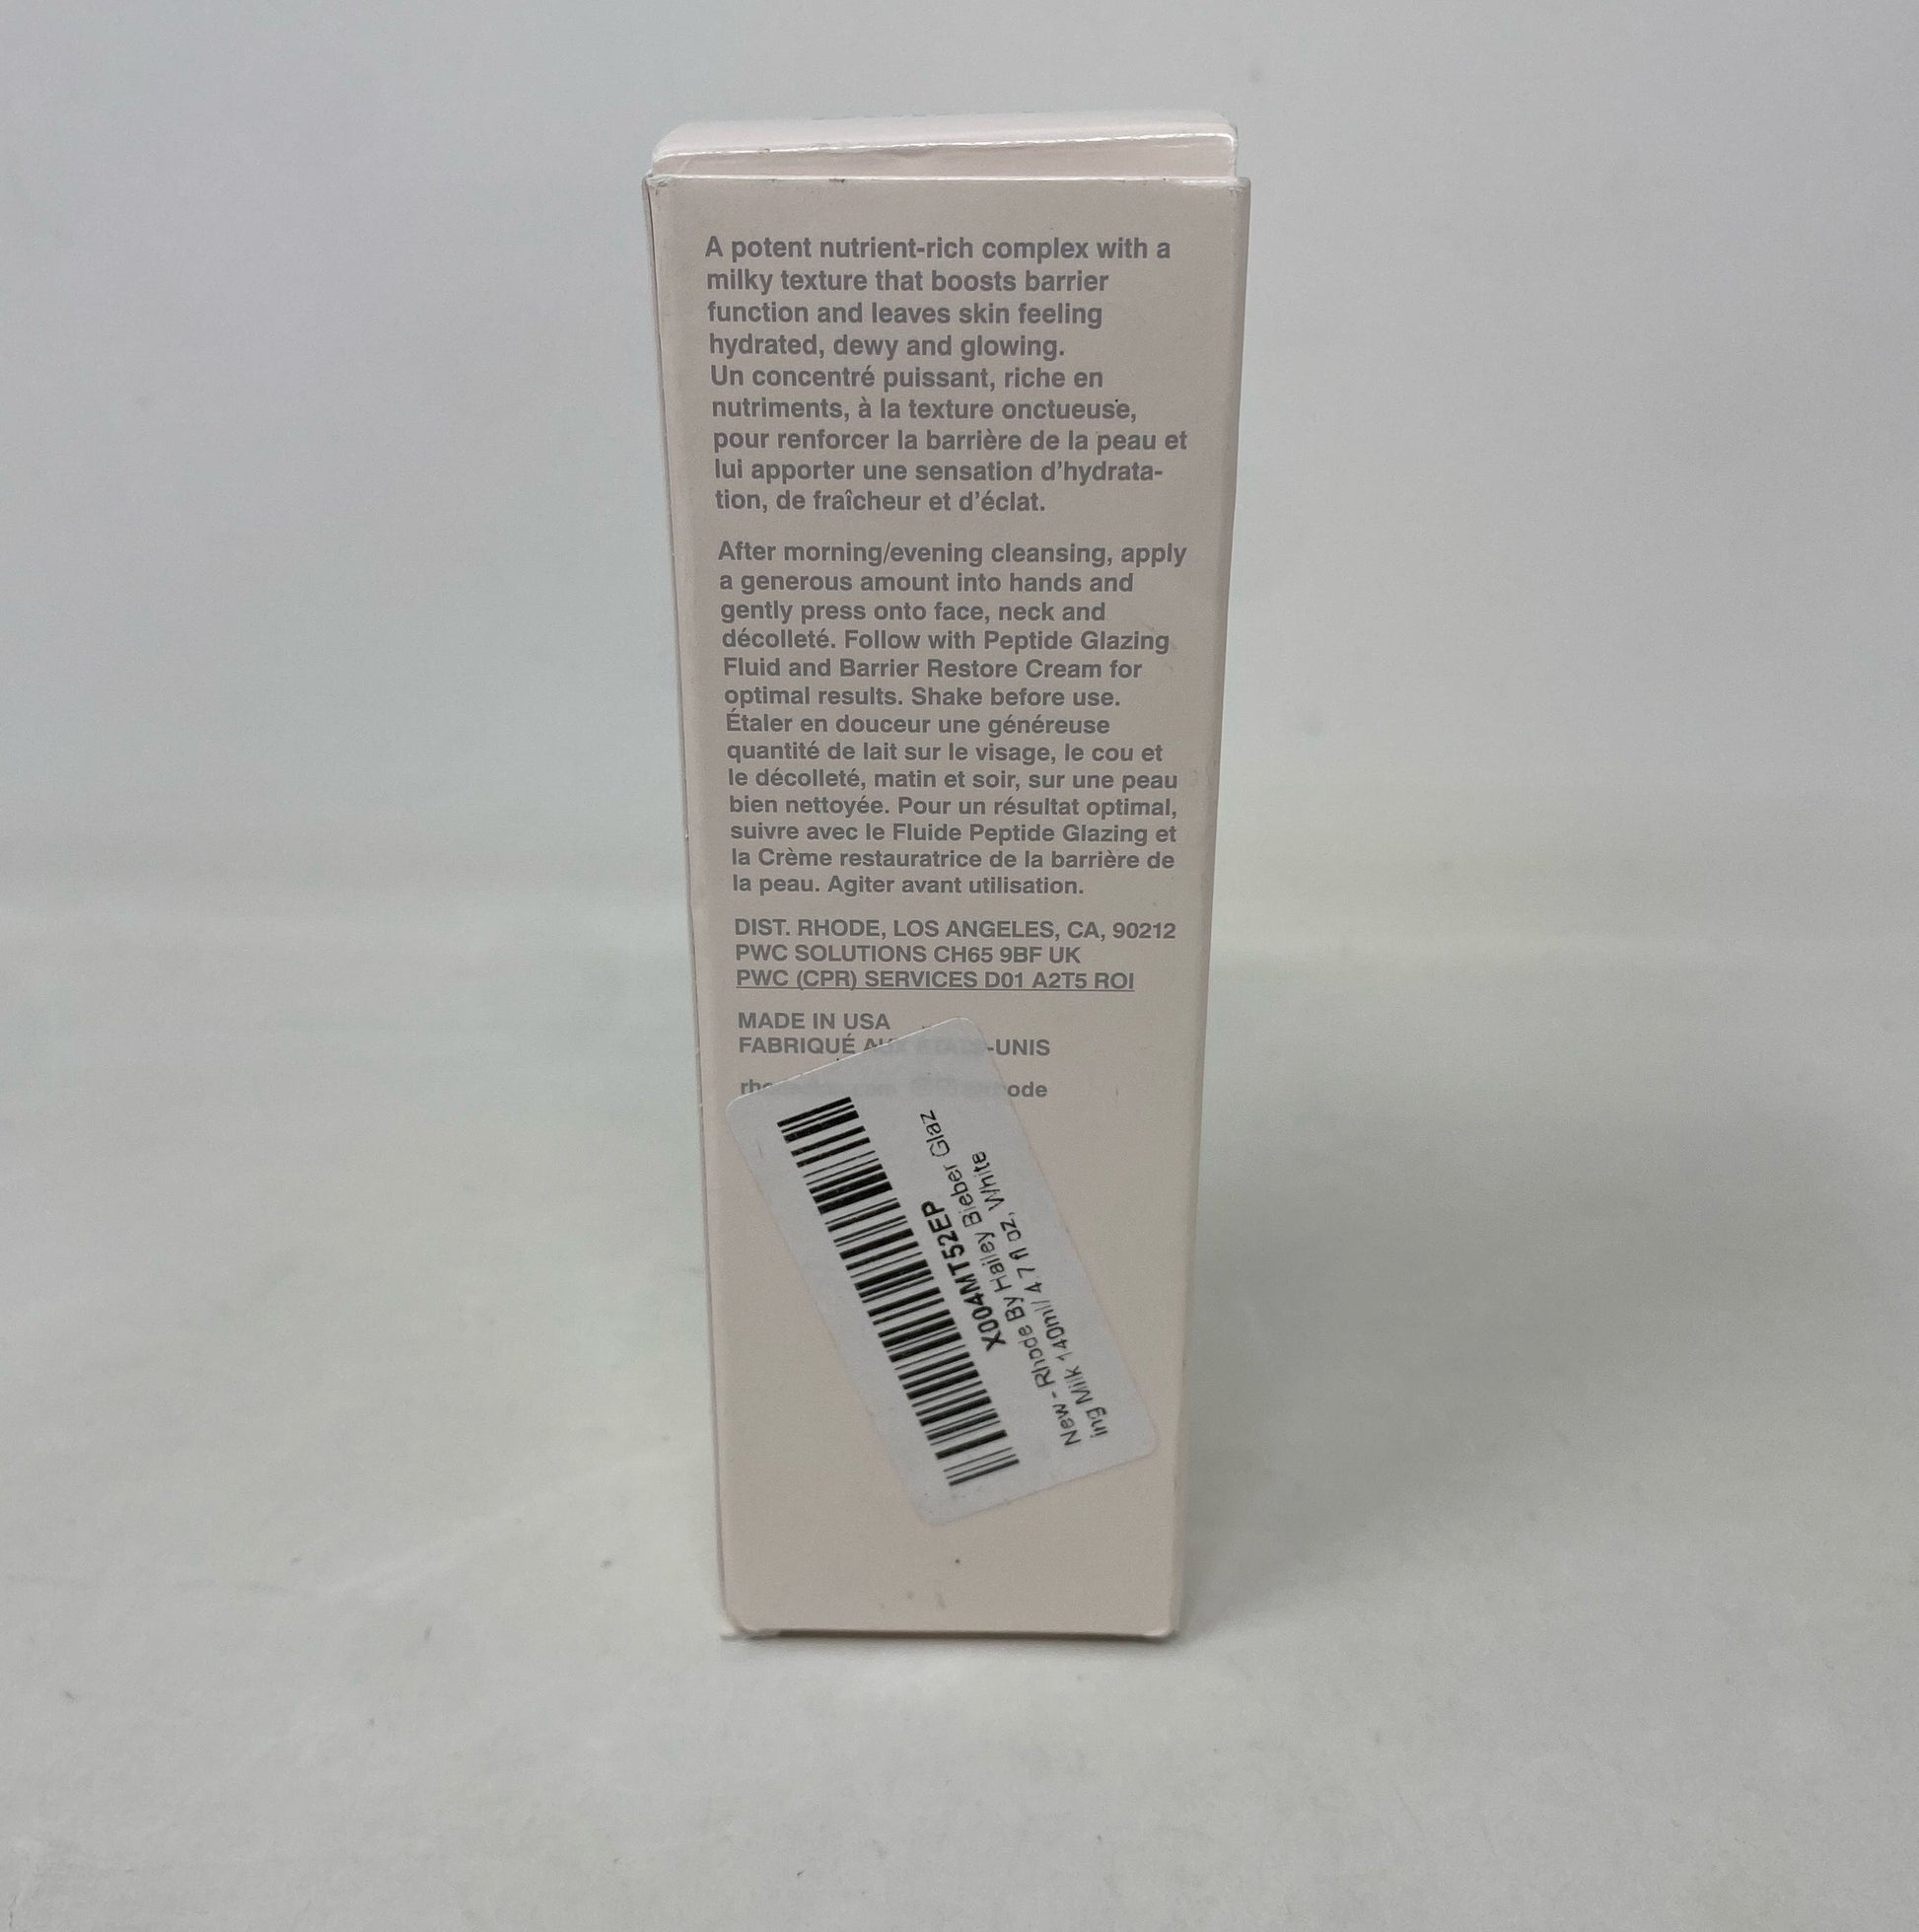 A potent nutrient-rich complex with a
milky texture that boosts barrier
function and leaves skin feeling
hydrated, dewy and glowing.
Un concentré puissant, riche en
nutriments, à la texture onctueuse,
pour renforcer la barrière de la peau et
lui apporter une sensation d'hydrata-
tion, de fraîcheur et d'éclat.
After morning/evening cleansing, apply
a generous amount into hands and
gently press onto face, neck and
décolleté. Follow with Peptide Glazing
Fluid and Barrier Restore Cream for
optimal results. Shake before use.
Étaler en douceur une généreuse
quantité de lait sur le visage, le cou et
le décolleté, matin et soir, sur une peau
bien nettoyée. Pour un résultat optimal,
suivre avec le Fluide Peptide Glazing et
la Crème restauratrice de la barrière de
la peau. Agiter avant utilisation.
DIST. RHODE, LOS ANGELES, CA, 90212
PWC SOLUTIONS CH65 9BF UK
PWC (CPR) SERVICES D01 A2T5 ROI
MADE IN USA
FABRIQUÉ AUX ÉTATS-UNIS
X004MT52EP
New - Rhode By Hailey Bieber Glaz
ing Milk 140ml/ 4.7 fl oz, White